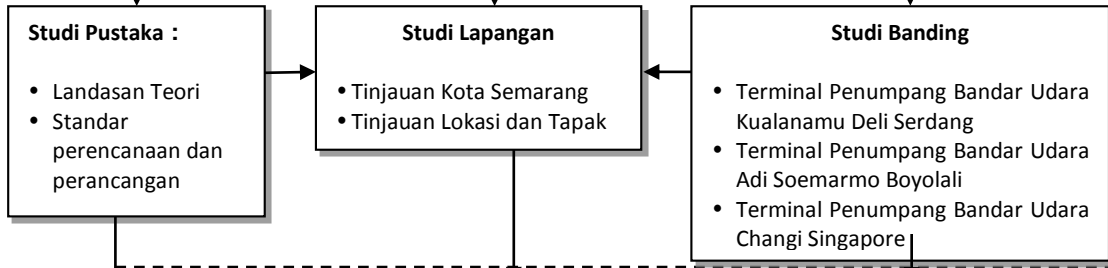 Studi Pustaka :
• Landasan Teori
• Standar
perencanaan dan
perancangan
Studi Lapangan
• Tinjauan Kota Semarang
• Tinjauan Lokasi dan Tapak
Studi Banding
• Terminal Penumpang Bandar Udara
Kualanamu Deli Serdang
• Terminal Penumpang Bandar Udara
Adi Soemarmo Boyolali
• Terminal Penumpang Bandar Udara
Changi Singapore